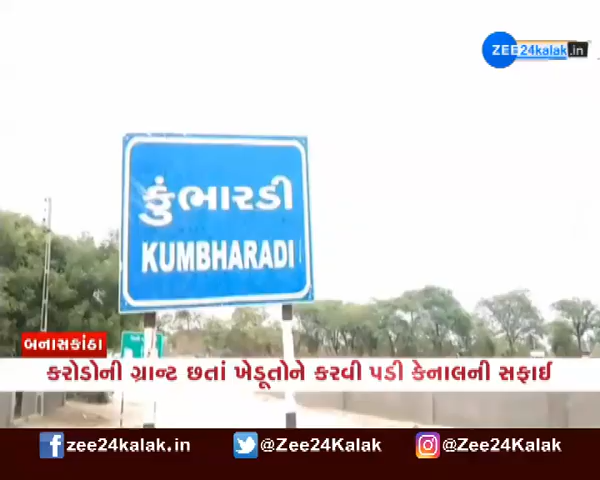 ZEE24kalak.in
કુંભારડી
KUMBHARADI
બનાસકાંઠા
કરોડોની ગ્રાન્ટ છતાં ખેડૂતોને કરવી પડી કેનાલની સફાઈ
zee24kalak.in @Zee24Kalak @Zee24Kalak